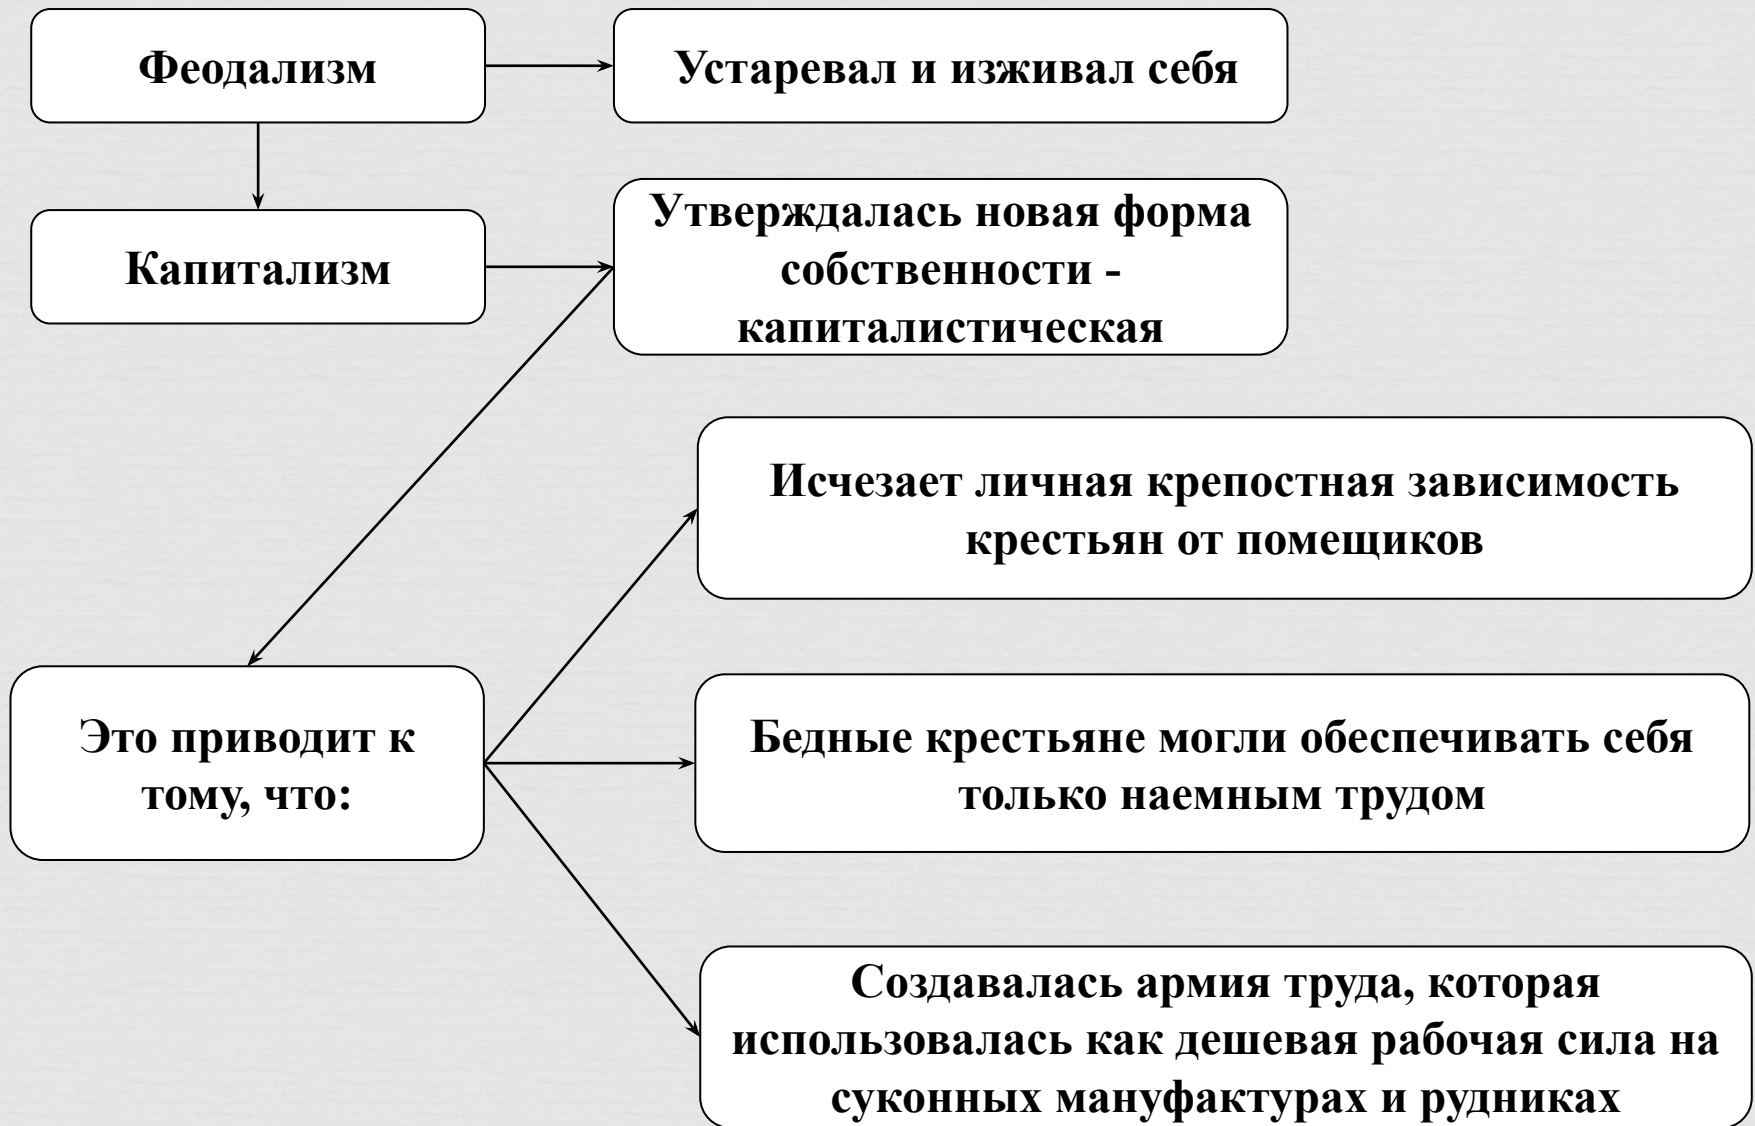 Феодализм
Устаревал и изживал себя
Капитализм
Утверждалась новая форма
собственности -
капиталистическая
Исчезает личная крепостная зависимость
крестьян от помещиков
Это приводит к
тому, что:
Бедные крестьяне могли обеспечивать себя
только наемным трудом
Создавалась армия труда, которая
использовалась как дешевая рабочая сила на
суконных мануфактурах и рудниках